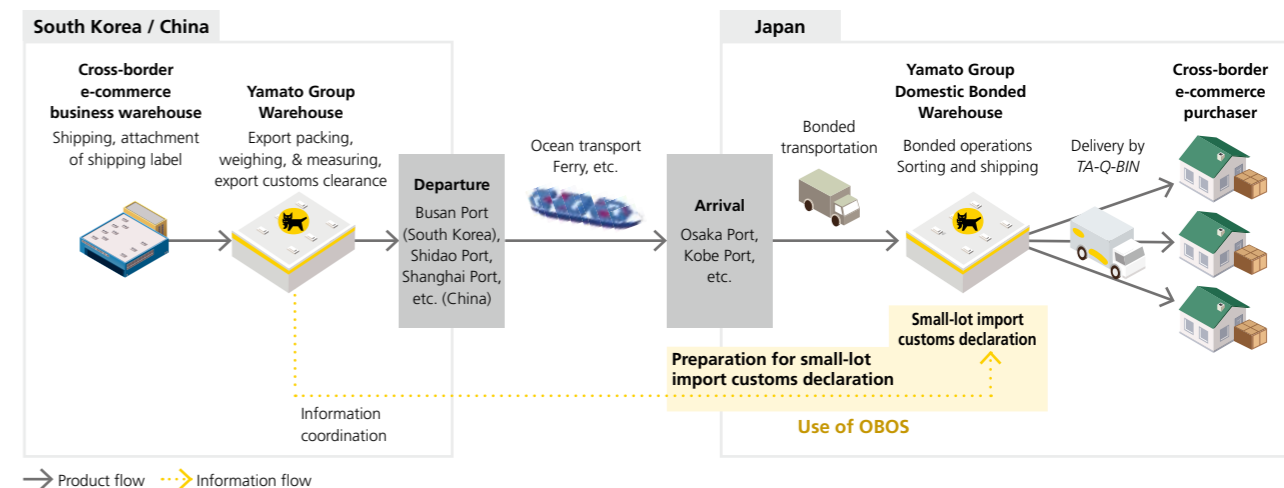 South Korea / China
Japan
Cross-border
e-commerce
business warehouse
Shipping, attachment
of shipping label
Yamato Group
Warehouse
Export packing,
weighing, & measuring,
export customs clearance
Departure
Busan Port
(South Korea),
Shidao Port,
Shanghai Port,
etc. (China)
Ocean transport
Ferry, etc.
Arrival
Osaka Port,
Kobe Port,
etc.
Bonded
transportation
Yamato Group
Domestic Bonded
Warehouse
Bonded operations
Sorting and shipping
Delivery by
TA-Q-BIN
Cross-border
e-commerce
purchaser
Small-lot import
customs declaration
Preparation for small-lot
import customs declaration
Information
coordination
Use of OBOS
Product flow
Information flow